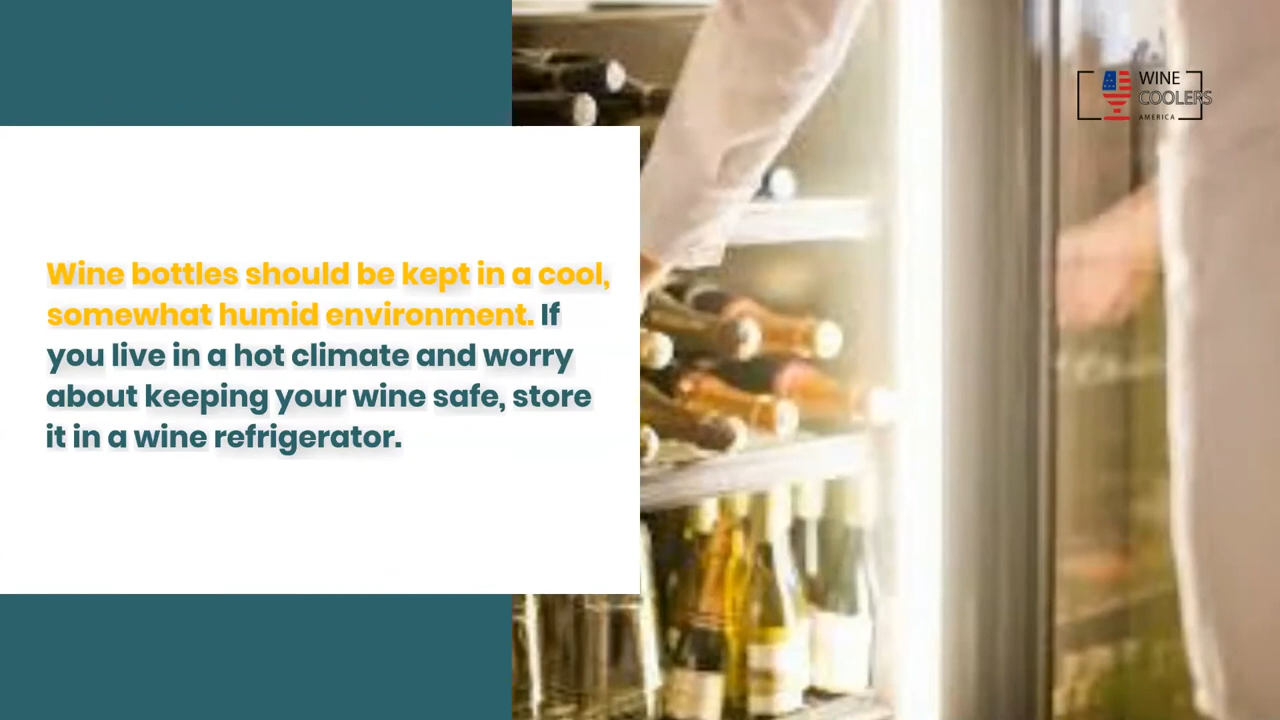 WINE
COOLERS
AMERICA
Wine bottles should be kept in a cool,
somewhat humid environment. If
you live in a hot climate and worry
about keeping your wine safe, store
it in a wine refrigerator.